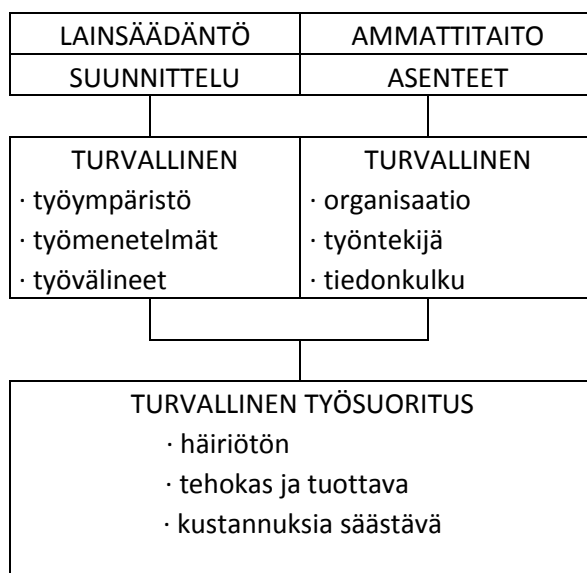 LAINSÄÄDÄNTÖ AMMATTITAITO
SUUNNITTELU ASENTEET
TURVALLINEN
· työympäristö
· työmenetelmät
· työvälineet
TURVALLINEN
· organisaatio
· työntekijä
· tiedonkulku
TURVALLINEN TYÖSUORITUS
· häiriötön
· tehokas ja tuottava
· kustannuksia säästävä